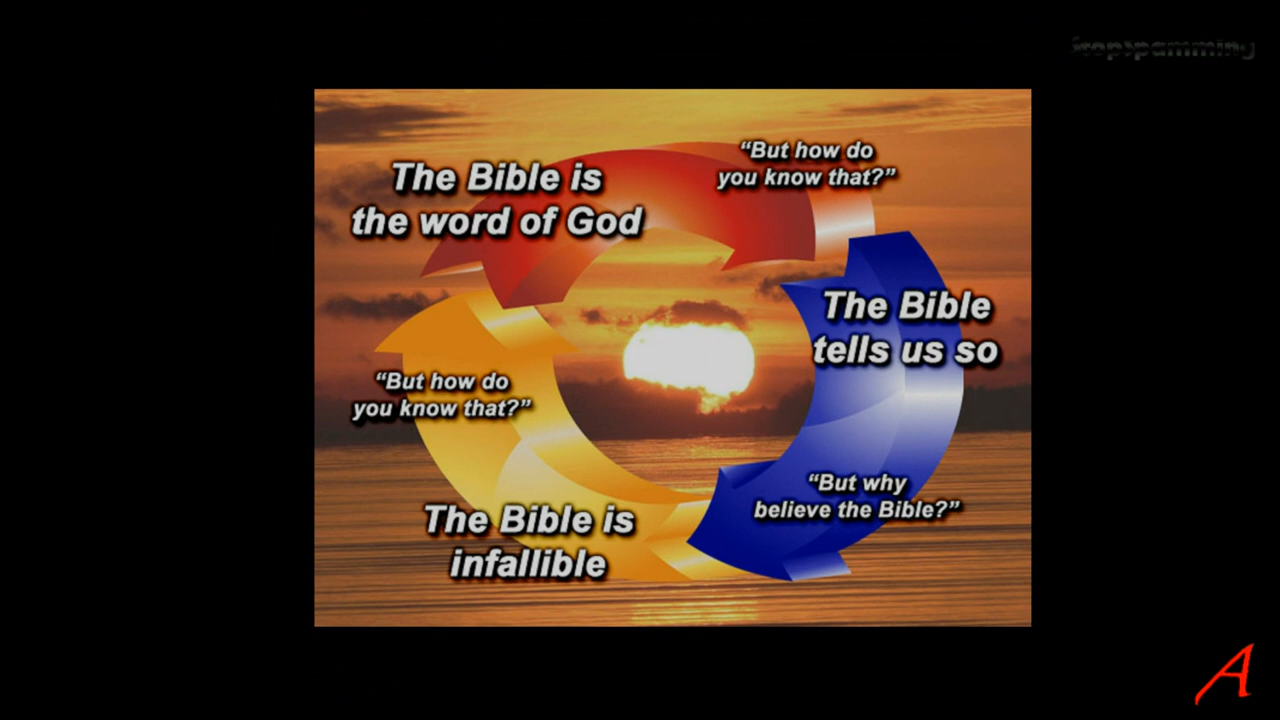 The Bible is
the word of God
“But how do
you know that?”
The Bible
tells us so
“But why
believe the Bible?”
The Bible is
infallible
“But how do
you know that?”
A